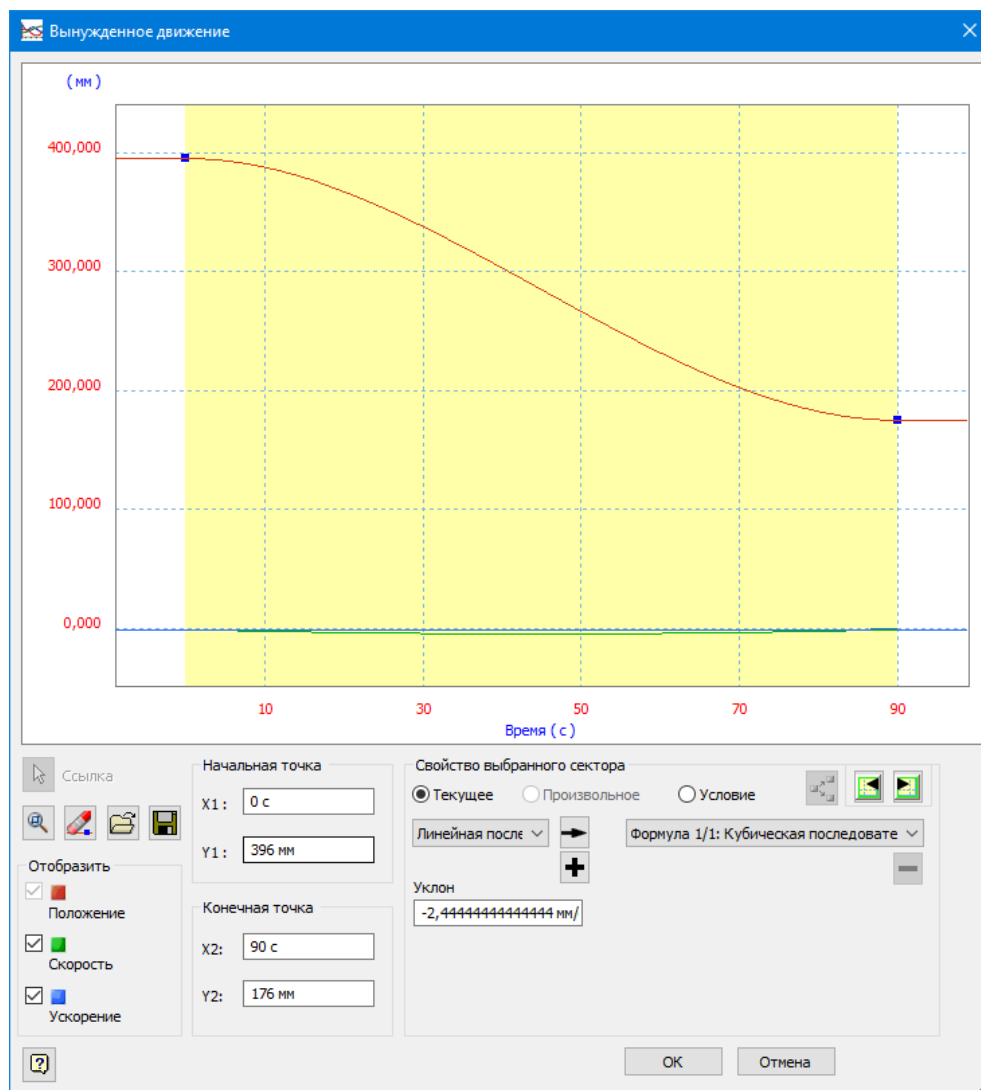 Вынужденное движение
(мм)
400,000
300,000
200,000
100,000
0,000
10 30 50 70 90
Время (с)
Ссылка
Отобразить
Положение
Скорость
Ускорение
Начальная точка
X1: 0 с
Y1: 396 мм
Конечная точка
X2: 90 с
Y2: 176 мм
Свойство выбранного сектора
Текущее Произвольное Условие
Линейная после Формула 1/1: Кубическая последовате
Уклон
-2,44444444444444 мм/
ОК Отмена